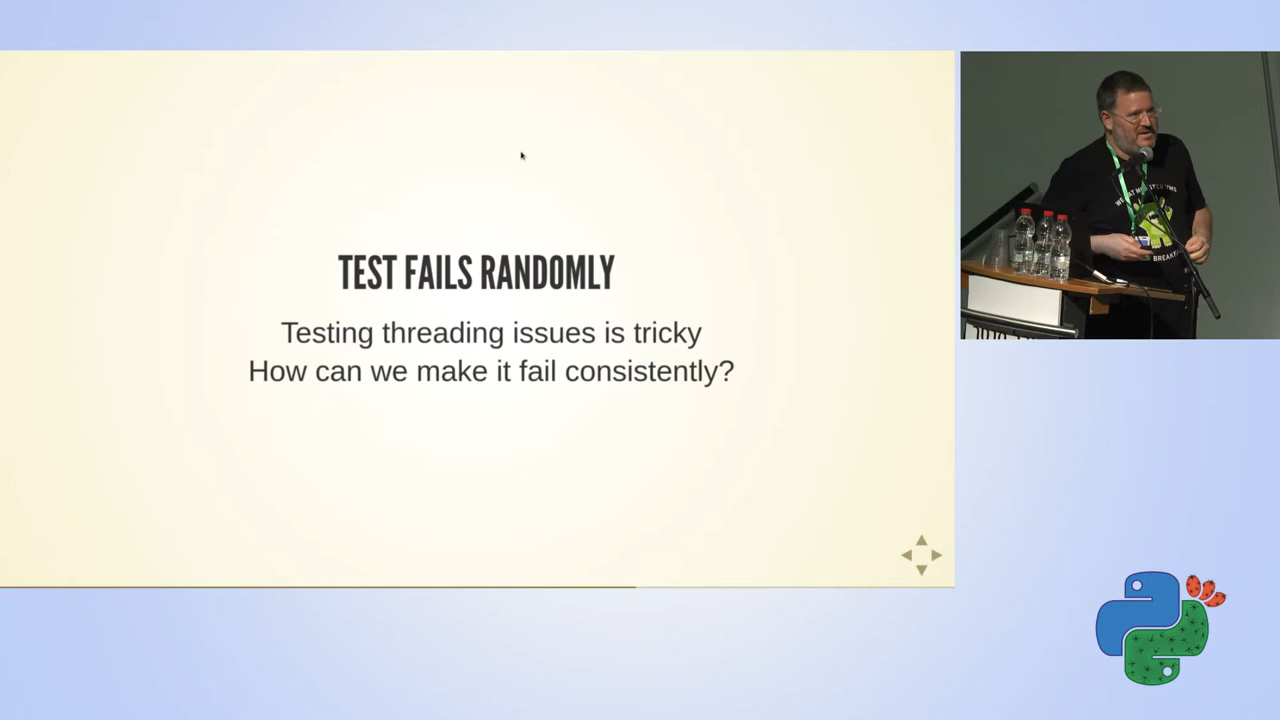 TEST FAILS RANDOMLY
Testing threading issues is tricky
How can we make it fail consistently?